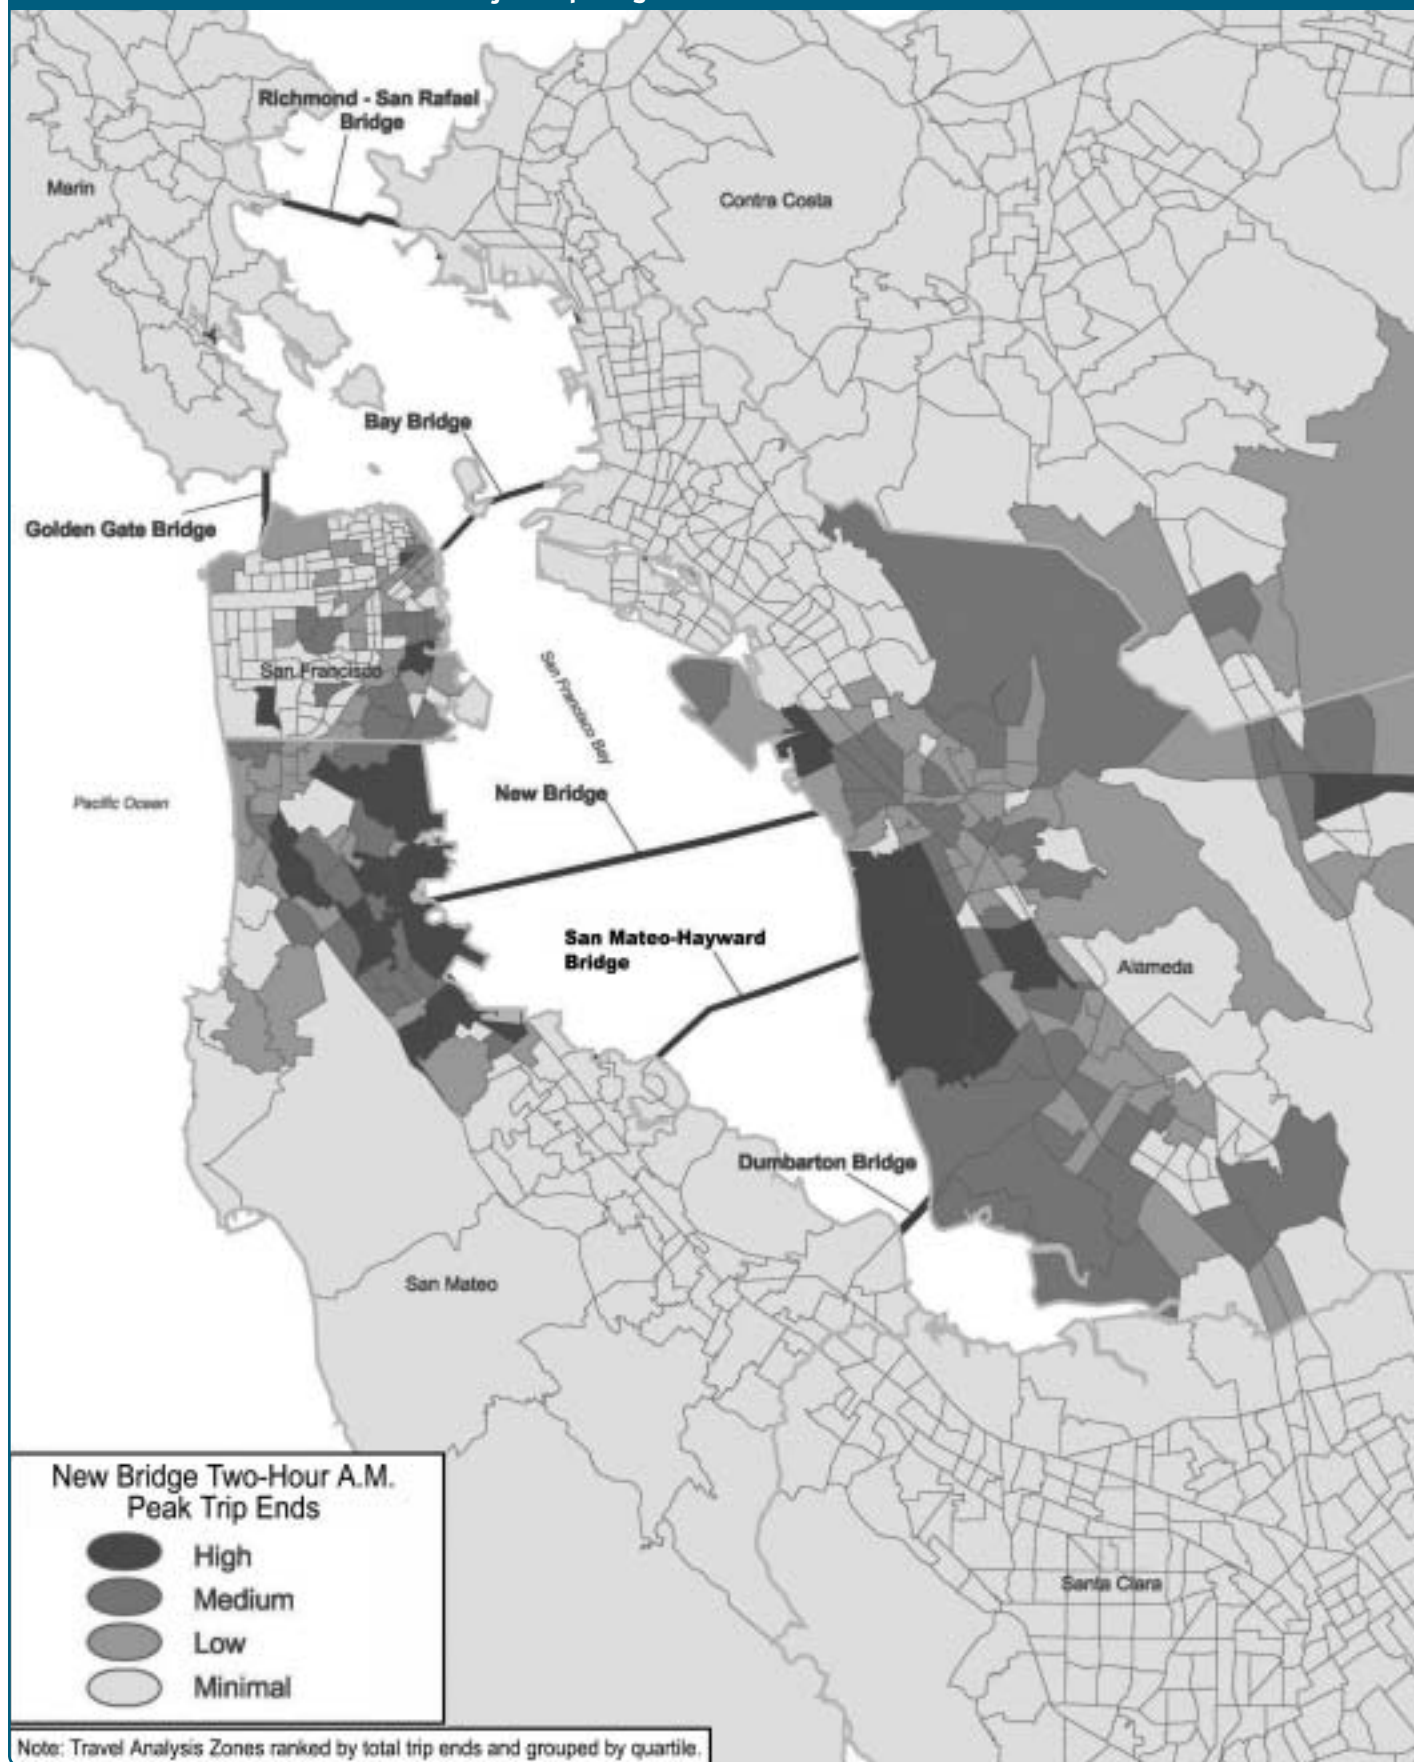 Richmond - San Rafael
Bridge
Marin
Contra Costa
Bay Bridge
Golden Gate Bridge
San Francisco
San Francisco Bay
New Bridge
Pacific Ocean
San Mateo-Hayward
Bridge
Alameda
Dumbarton Bridge
San Mateo
New Bridge Two-Hour A.M.
Peak Trip Ends
High
Medium
Low
Minimal
Santa Clara
Note: Travel Analysis Zones ranked by total trip ends and grouped by quartile.